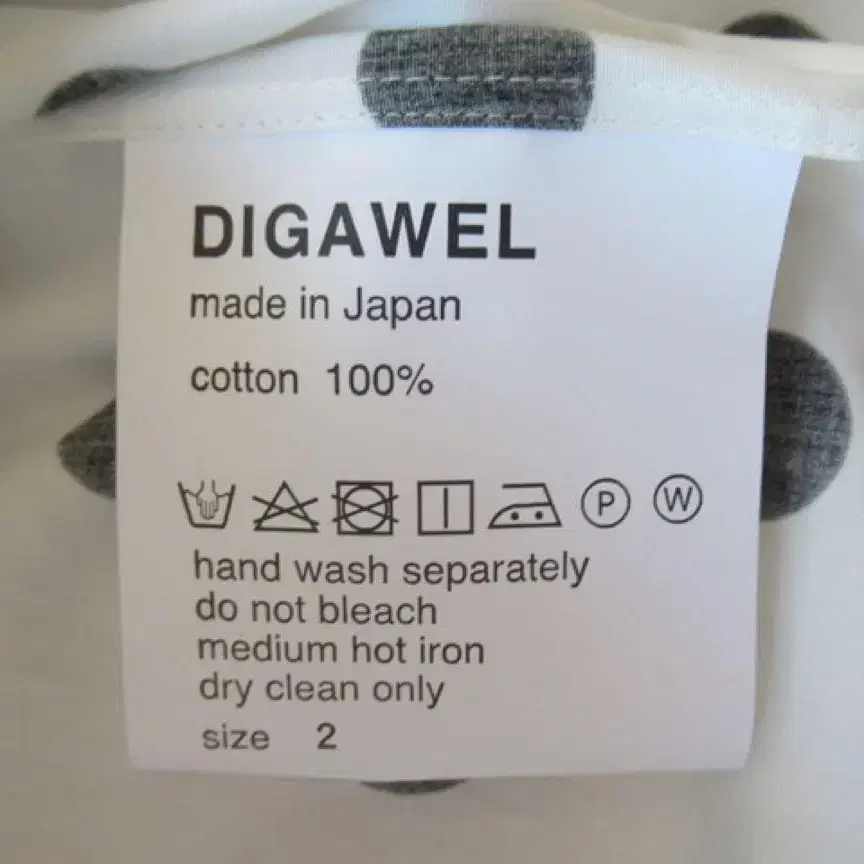 DIGAWEL
made in Japan
cotton 100%
P W
hand wash separately
do not bleach
medium hot iron
dry clean only
size 2